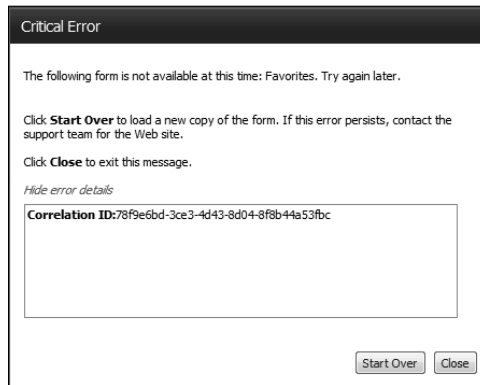 Critical Error
The following form is not available at this time: Favorites. Try again later.
Click Start Over to load a new copy of the form. If this error persists, contact the
support team for the Web site.
Click Close to exit this message.
Hide error details
Correlation ID:78f9e6bd-3ce3-4d43-8d04-8f8b44a53fbc
Start Over Close